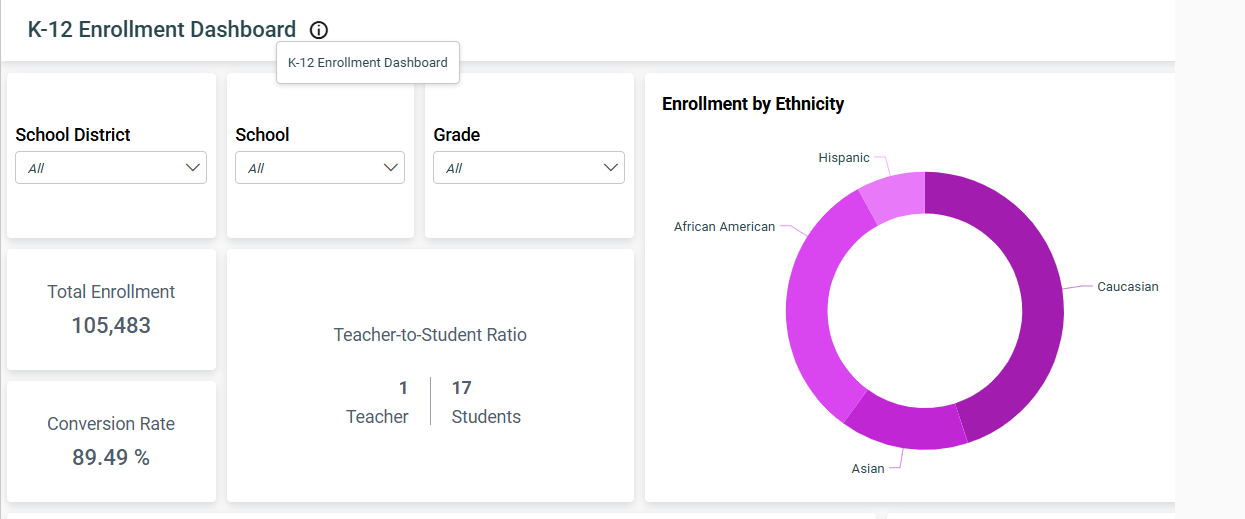 K-12 Enrollment Dashboard
K-12 Enrollment Dashboard
School District
All
School
All
Grade
All
Total Enrollment
105,483
Conversion Rate
89.49 %
Teacher-to-Student Ratio
1 17
Teacher Students
Enrollment by Ethnicity
Hispanic
African American
Caucasian
Asian